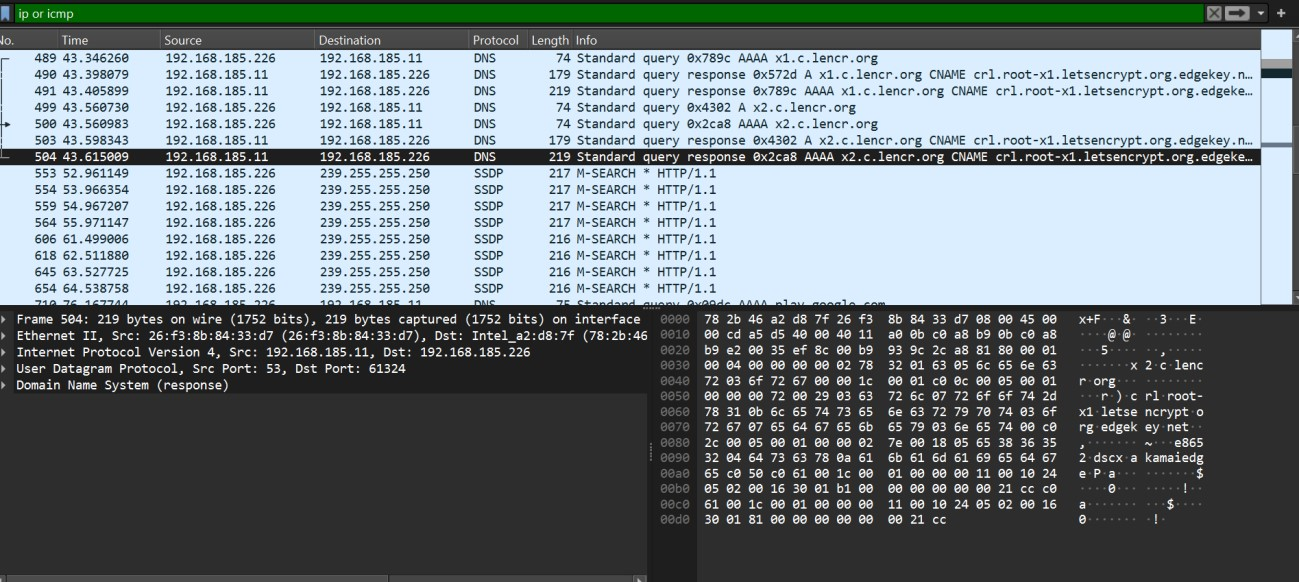 ip or icmp
No. Time Source Destination Protocol Length Info
489 43.346260 192.168.185.226 192.168.185.11 DNS 74 Standard query 0x789c AAAA x1.c.lencr.org
490 43.398079 192.168.185.11 192.168.185.226 DNS 179 Standard query response 0x572d A x1.c.lencr.org CNAME crl.root-x1.letsencrypt.org.edgekey.n…
491 43.405899 192.168.185.11 192.168.185.226 DNS 219 Standard query response 0x789c AAAA x1.c.lencr.org CNAME crl.root-x1.letsencrypt.org.edgeke…
499 43.560730 192.168.185.226 192.168.185.11 DNS 74 Standard query 0x4302 A x2.c.lencr.org
500 43.560983 192.168.185.226 192.168.185.11 DNS 74 Standard query 0x2ca8 AAAA x2.c.lencr.org
503 43.598343 192.168.185.11 192.168.185.226 DNS 179 Standard query response 0x4302 A x2.c.lencr.org CNAME crl.root-x1.letsencrypt.org.edgekey.n…
504 43.615009 192.168.185.11 192.168.185.226 DNS 219 Standard query response 0x2ca8 AAAA x2.c.lencr.org CNAME crl.root-x1.letsencrypt.org.edgeke…
553 52.961149 192.168.185.226 239.255.255.250 SSDP 217 M-SEARCH * HTTP/1.1
554 53.966354 192.168.185.226 239.255.255.250 SSDP 217 M-SEARCH * HTTP/1.1
559 54.967207 192.168.185.226 239.255.255.250 SSDP 217 M-SEARCH * HTTP/1.1
564 55.971147 192.168.185.226 239.255.255.250 SSDP 217 M-SEARCH * HTTP/1.1
606 61.499006 192.168.185.226 239.255.255.250 SSDP 216 M-SEARCH * HTTP/1.1
618 62.511880 192.168.185.226 239.255.255.250 SSDP 216 M-SEARCH * HTTP/1.1
645 63.527725 192.168.185.226 239.255.255.250 SSDP 216 M-SEARCH * HTTP/1.1
654 64.538758 192.168.185.226 239.255.255.250 SSDP 216 M-SEARCH * HTTP/1.1
710 76.167744 192.168.185.226 192.168.185.11 DNS 75 Standard query 0x09dc AAAA play.google.com
Frame 504: 219 bytes on wire (1752 bits), 219 bytes captured (1752 bits) on interface
Ethernet II, Src: 26:f3:8b:84:33:d7 (26:f3:8b:84:33:d7), Dst: Intel_a2:d8:7f (78:2b:46
Internet Protocol Version 4, Src: 192.168.185.11, Dst: 192.168.185.226
User Datagram Protocol, Src Port: 53, Dst Port: 61324
Domain Name System (response)
0000 78 2b 46 a2 d8 7f 26 f3 8b 84 33 d7 08 00 45 00 x+F···&· ··3···E·
0010 00 cd a5 d5 40 00 40 11 a0 0b c0 a8 b9 0b c0 a8 ····@·@· ········
0020 b9 e2 00 35 ef 8c 00 b9 93 9c 2c a8 81 80 00 01 ···5···· ··,·····
0030 00 04 00 00 00 00 02 78 32 01 63 05 6c 65 6e 63 ·······x 2·c·lenc
0040 72 03 6f 72 67 00 00 1c 00 01 c0 0c 00 05 00 01 r·org··· ········
0050 00 00 00 72 00 29 03 63 72 6c 07 72 6f 6f 74 2d ···r·)·c rl·root-
0060 78 31 0b 6c 65 74 73 65 6e 63 72 79 70 74 03 6f x1·letse ncrypt·o
0070 72 67 07 65 64 67 65 6b 65 79 03 6e 65 74 00 c0 rg·edgek ey·net··
0080 2c 00 05 00 01 00 00 02 7e 00 18 05 65 38 36 35 ,······· ~···e865
0090 32 04 64 73 63 78 0a 61 6b 61 6d 61 69 65 64 67 2·dscx·a kamaiedg
00a0 65 c0 50 c0 61 00 1c 00 01 00 00 00 11 00 10 24 e·P·a··· ·······$
00b0 05 02 00 16 30 01 b1 00 00 00 00 00 00 21 cc c0 ····0··· ·····!··
00c0 61 00 1c 00 01 00 00 00 11 00 10 24 05 02 00 16 a······· ···$····
00d0 30 01 81 00 00 00 00 00 00 21 cc 0······· ·!·